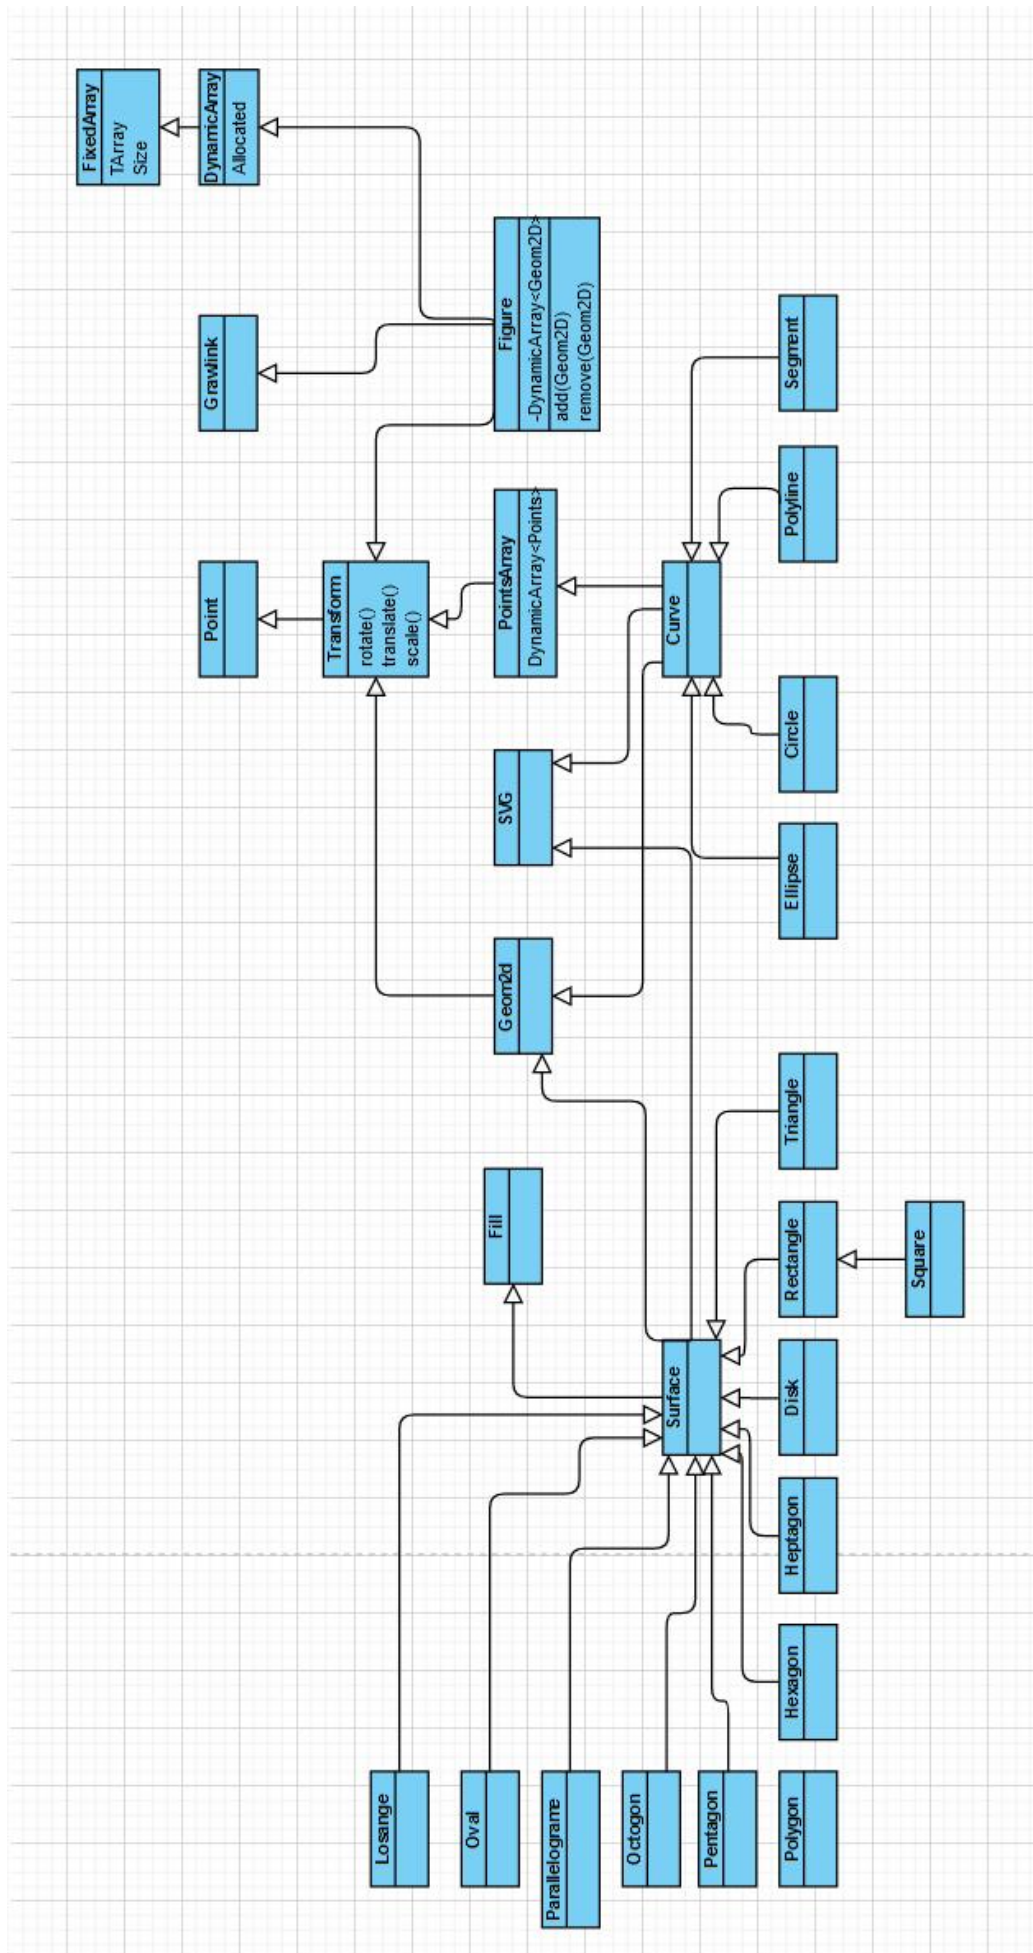 FixedArray
TArray
Size
DynamicArray
Allocated
Grawlink
Point
Figure
-DynamicArray<Geom2D>
add(Geom2D)
remove(Geom2D)
Transform
rotate()
translate()
scale()
PointsArray
DynamicArray<Points>
SVG
Geom2d
Fill
Losange
Oval
Parallelograme
Octogon
Pentagon
Polygon
Surface
Curve
Hexagon
Heptagon
Disk
Rectangle
Triangle
Ellipse
Circle
Polyline
Segment
Square